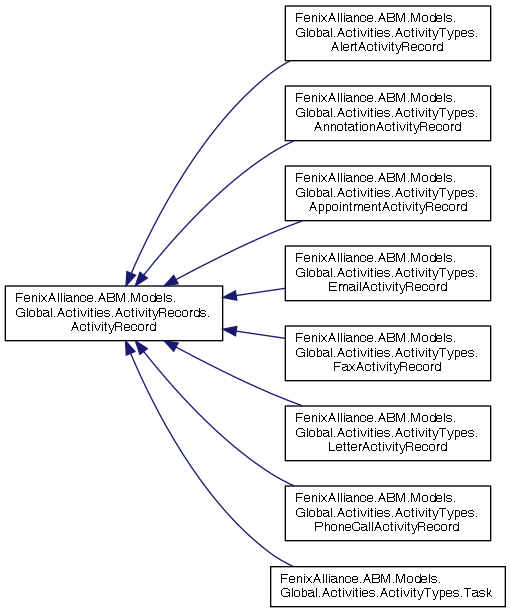 FenixAlliance.ABM.Models.
Global.Activities.ActivityTypes.
AlertActivityRecord
FenixAlliance.ABM.Models.
Global.Activities.ActivityTypes.
AnnotationActivityRecord
FenixAlliance.ABM.Models.
Global.Activities.ActivityTypes.
AppointmentActivityRecord
FenixAlliance.ABM.Models.
Global.Activities.ActivityTypes.
EmailActivityRecord
FenixAlliance.ABM.Models.
Global.Activities.ActivityRecords.
ActivityRecord
FenixAlliance.ABM.Models.
Global.Activities.ActivityTypes.
FaxActivityRecord
FenixAlliance.ABM.Models.
Global.Activities.ActivityTypes.
LetterActivityRecord
FenixAlliance.ABM.Models.
Global.Activities.ActivityTypes.
PhoneCallActivityRecord
FenixAlliance.ABM.Models.
Global.Activities.ActivityTypes.Task